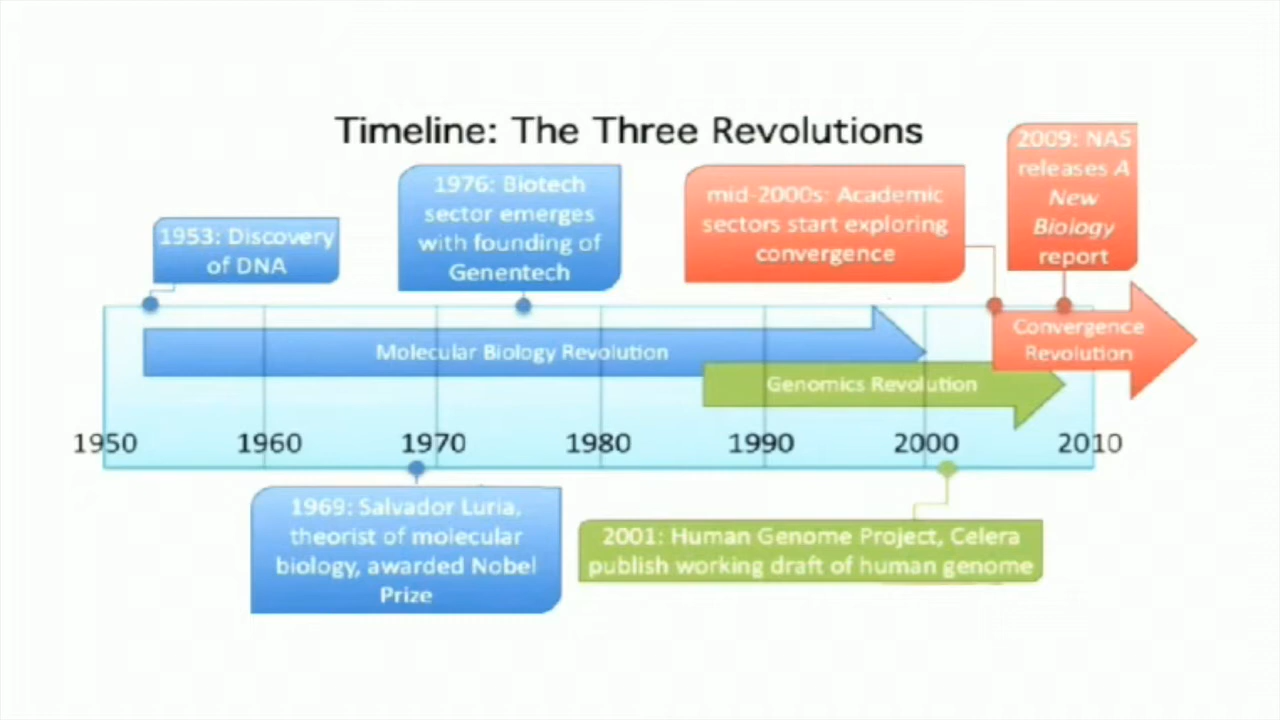 Timeline: The Three Revolutions
1953: Discovery
of DNA
1976: Biotech
sector emerges
with founding of
Genentech
mid-2000s: Academic
sectors start exploring
convergence
2009: NAS
releases A
New
Biology
report
Molecular Biology Revolution
Genomics Revolution
Convergence
Revolution
1950 1960 1970 1980 1990 2000 2010
1969: Salvador Luria,
theorist of molecular
biology, awarded Nobel
Prize
2001: Human Genome Project, Celera
publish working draft of human genome